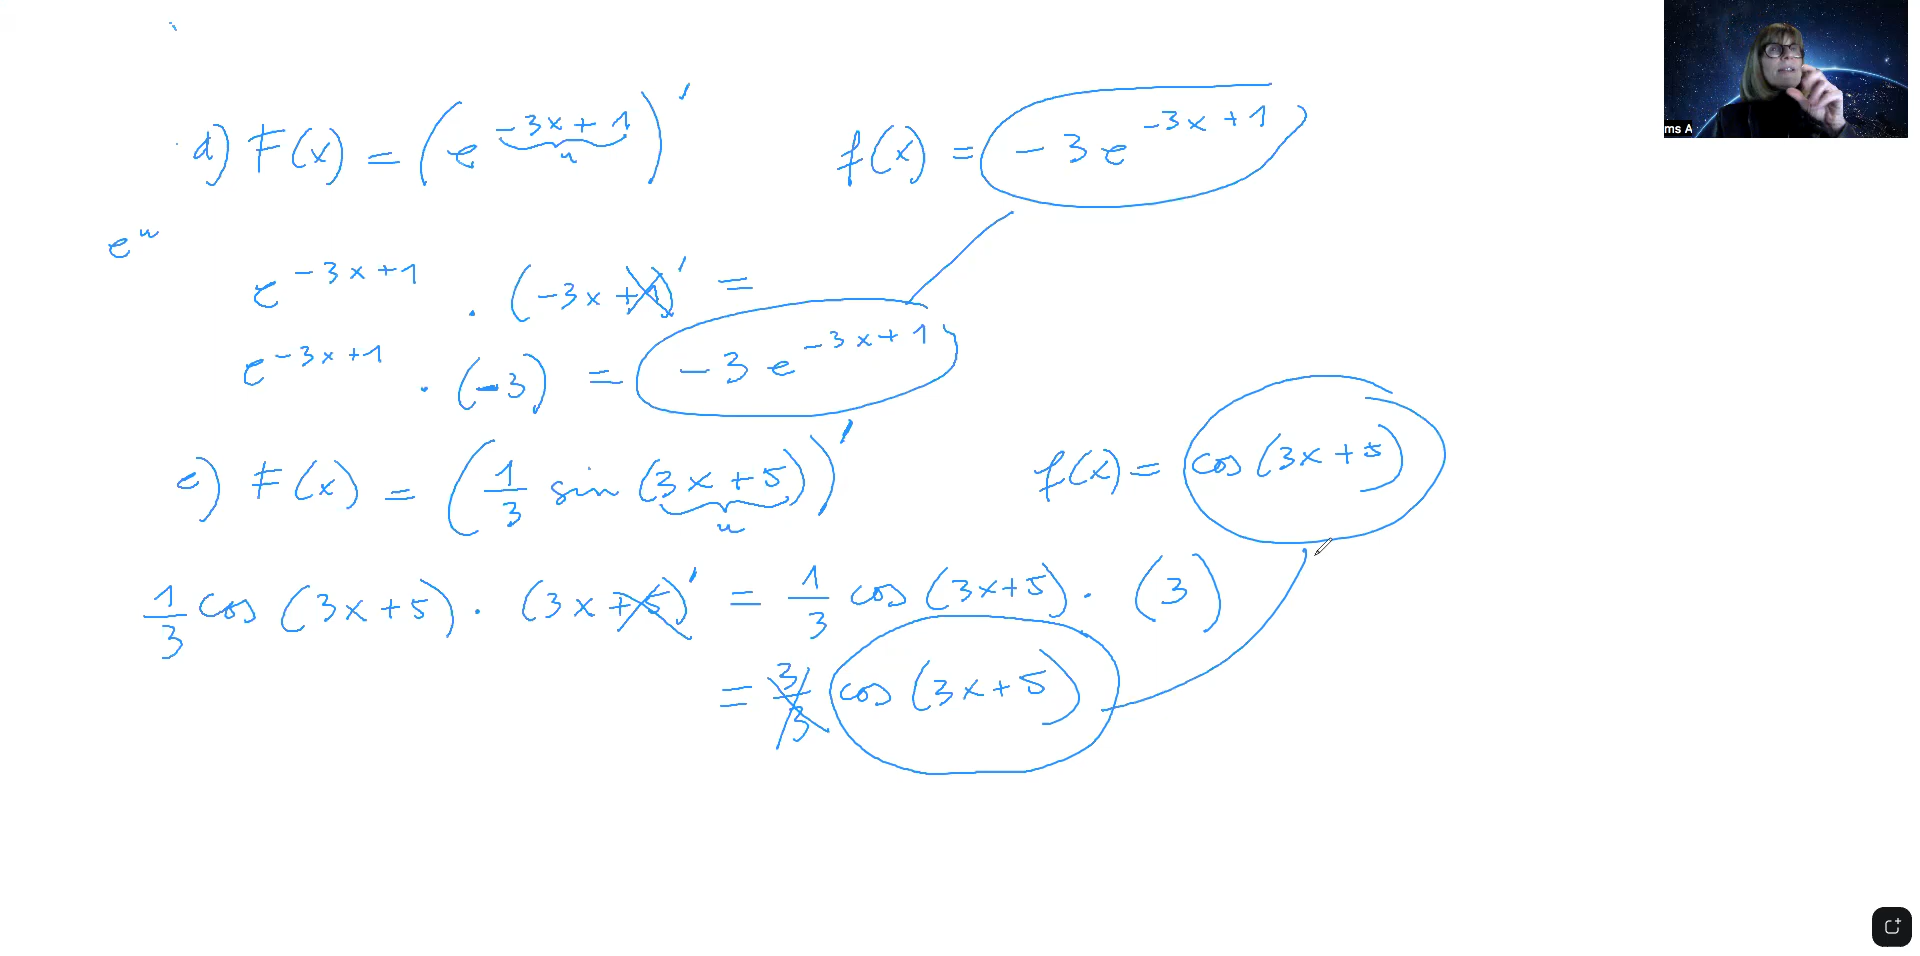 d) F(x) = (e^{-3x+1})' f(x) = -3e^{-3x+1}
u
e^u
e^{-3x+1} · (-3x+1)' =
e^{-3x+1} · (-3) = -3e^{-3x+1}
e) F(x) = (1/3 sin(3x+5))' f(x) = cos(3x+5)
u
1/3 cos(3x+5) · (3x+5)' = 1/3 cos(3x+5) · (3)
= 3/3 cos(3x+5)
ms A